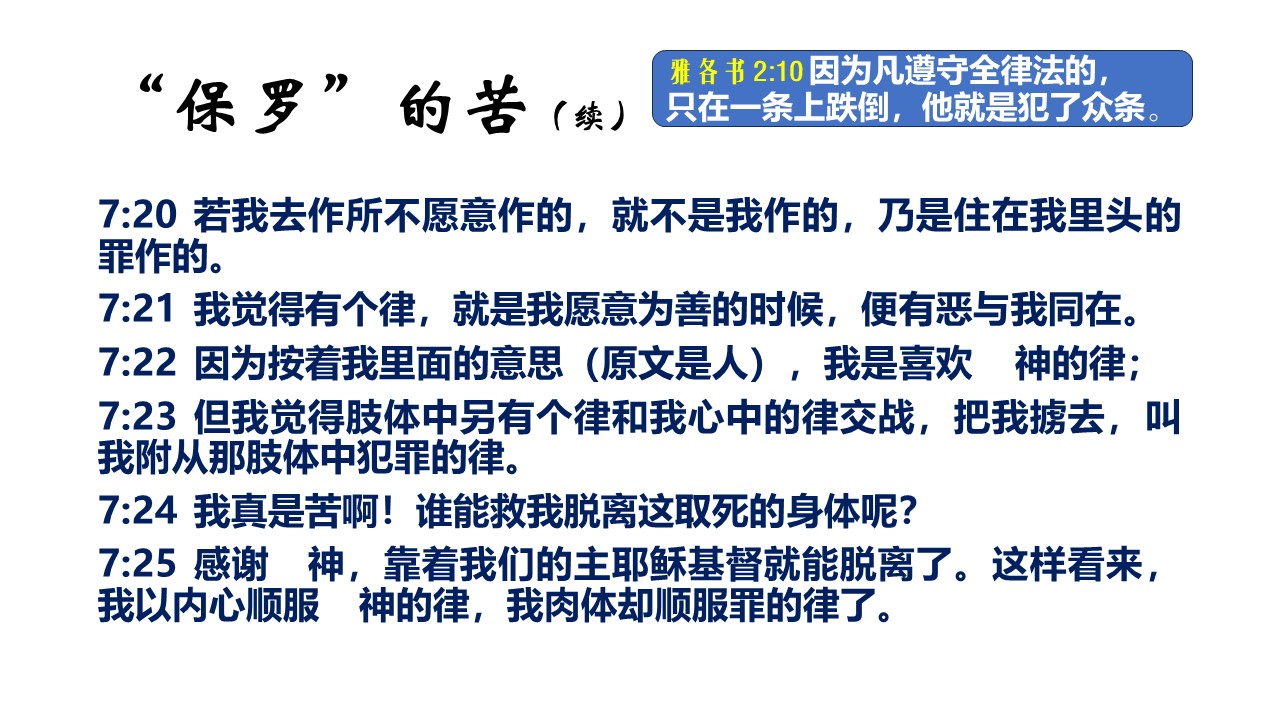 “保罗”的苦（续）
雅各书 2:10 因为凡遵守全律法的，
只在一条上跌倒，他就是犯了众条。
7:20 若我去作所不愿意作的，就不是我作的，乃是住在我里头的
罪作的。
7:21 我觉得有个律，就是我愿意为善的时候，便有恶与我同在。
7:22 因为按着我里面的意思（原文是人），我是喜欢　神的律；
7:23 但我觉得肢体中另有个律和我心中的律交战，把我掳去，叫
我附从那肢体中犯罪的律。
7:24 我真是苦啊！谁能救我脱离这取死的身体呢？
7:25 感谢　神，靠着我们的主耶稣基督就能脱离了。这样看来，
我以内心顺服　神的律，我肉体却顺服罪的律了。